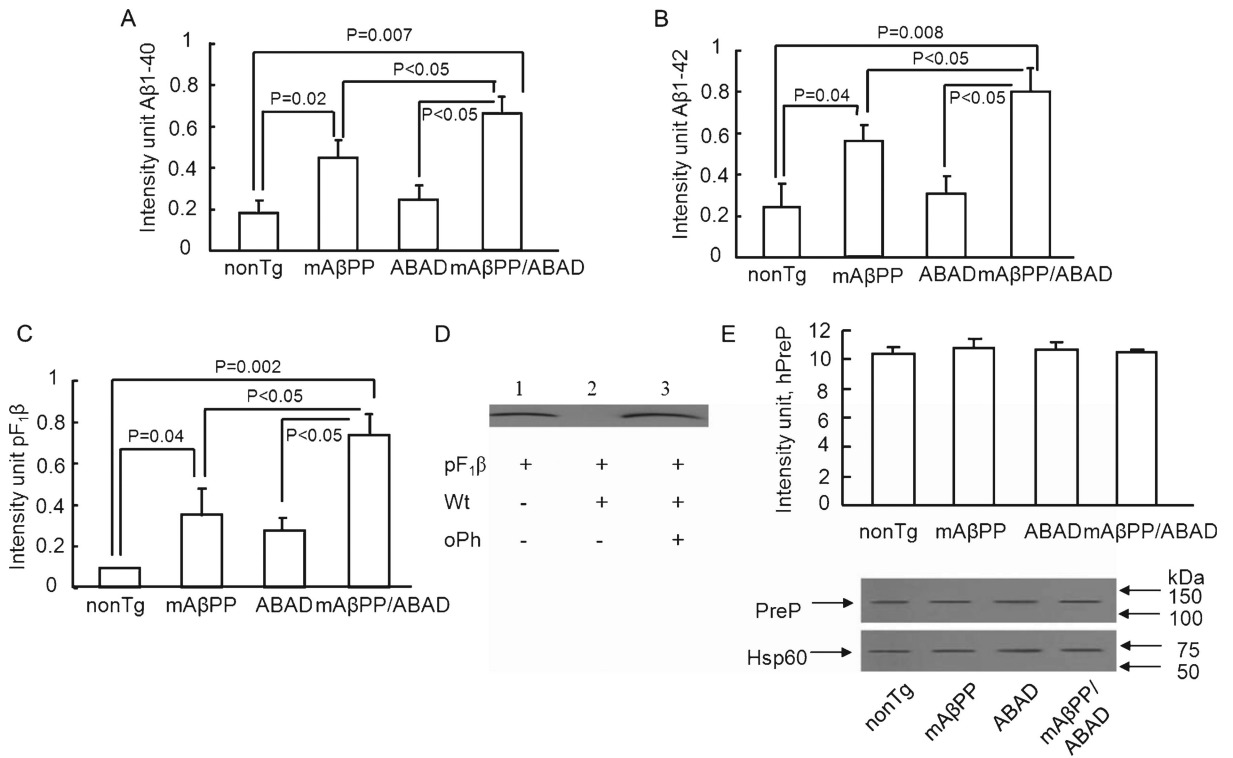 A
Intensity unit Aβ1-40
1
0.8
0.6
0.4
0.2
0
P=0.007
P<0.05
P=0.02
P<0.05
nonTg mAβPP ABAD mAβPP/ABAD
B
Intensity unit Aβ1-42
1
0.8
0.6
0.4
0.2
0
P=0.008
P<0.05
P=0.04
P<0.05
nonTg mAβPP ABAD mAβPP/ABAD
C
Intensity unit pF₁β
1
0.8
0.6
0.4
0.2
0
P=0.002
P<0.05
P=0.04
P<0.05
nonTg mAβPP ABAD mAβPP/ABAD
D
1 2 3
pF₁β + + +
Wt - + +
oPh - - +
E
Intensity unit, hPreP
12
10
8
6
4
2
0
nonTg mAβPP ABAD mAβPP/ABAD
kDa
PreP
150
100
Hsp60
75
50
nonTg
mAβPP
ABAD
mAβPP/
ABAD